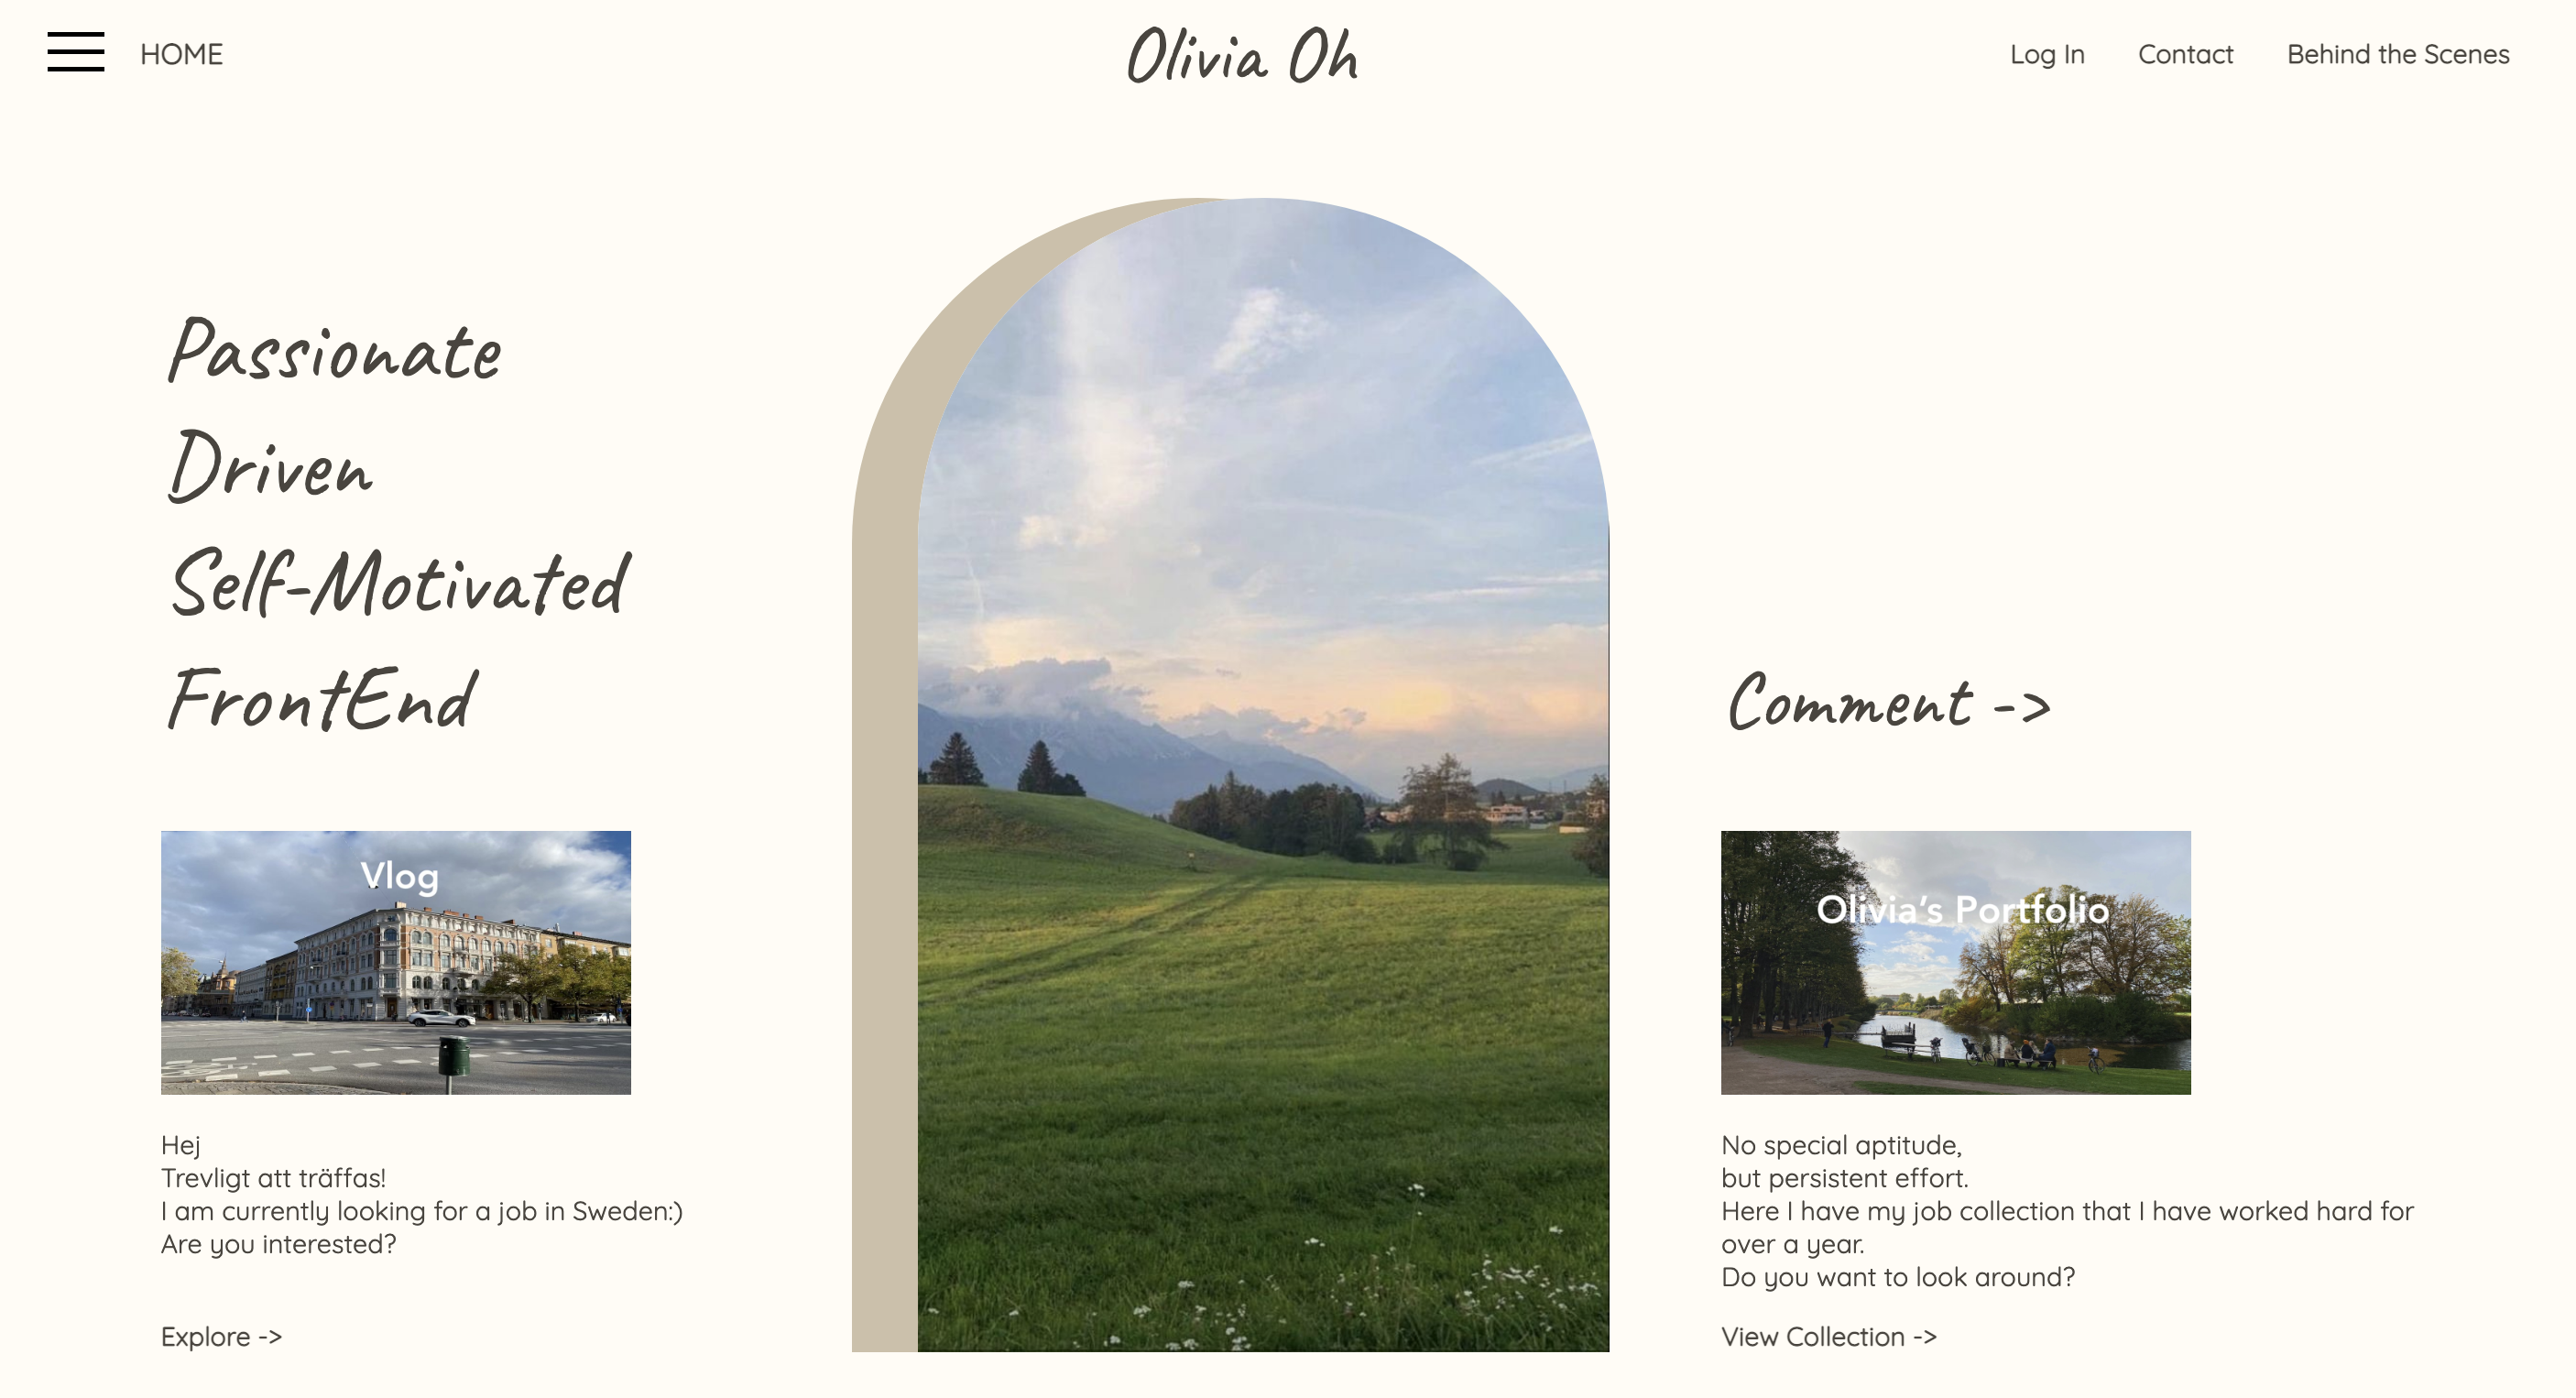 HOME
Olivia Oh
Log In
Contact
Behind the Scenes
Passionate
Driven
Self-Motivated
FrontEnd
Vlog
Hej
Trevligt att träffas!
I am currently looking for a job in Sweden:)
Are you interested?
Explore ->
Comment ->
Olivia’s Portfolio
No special aptitude,
but persistent effort.
Here I have my job collection that I have worked hard for
over a year.
Do you want to look around?
View Collection ->